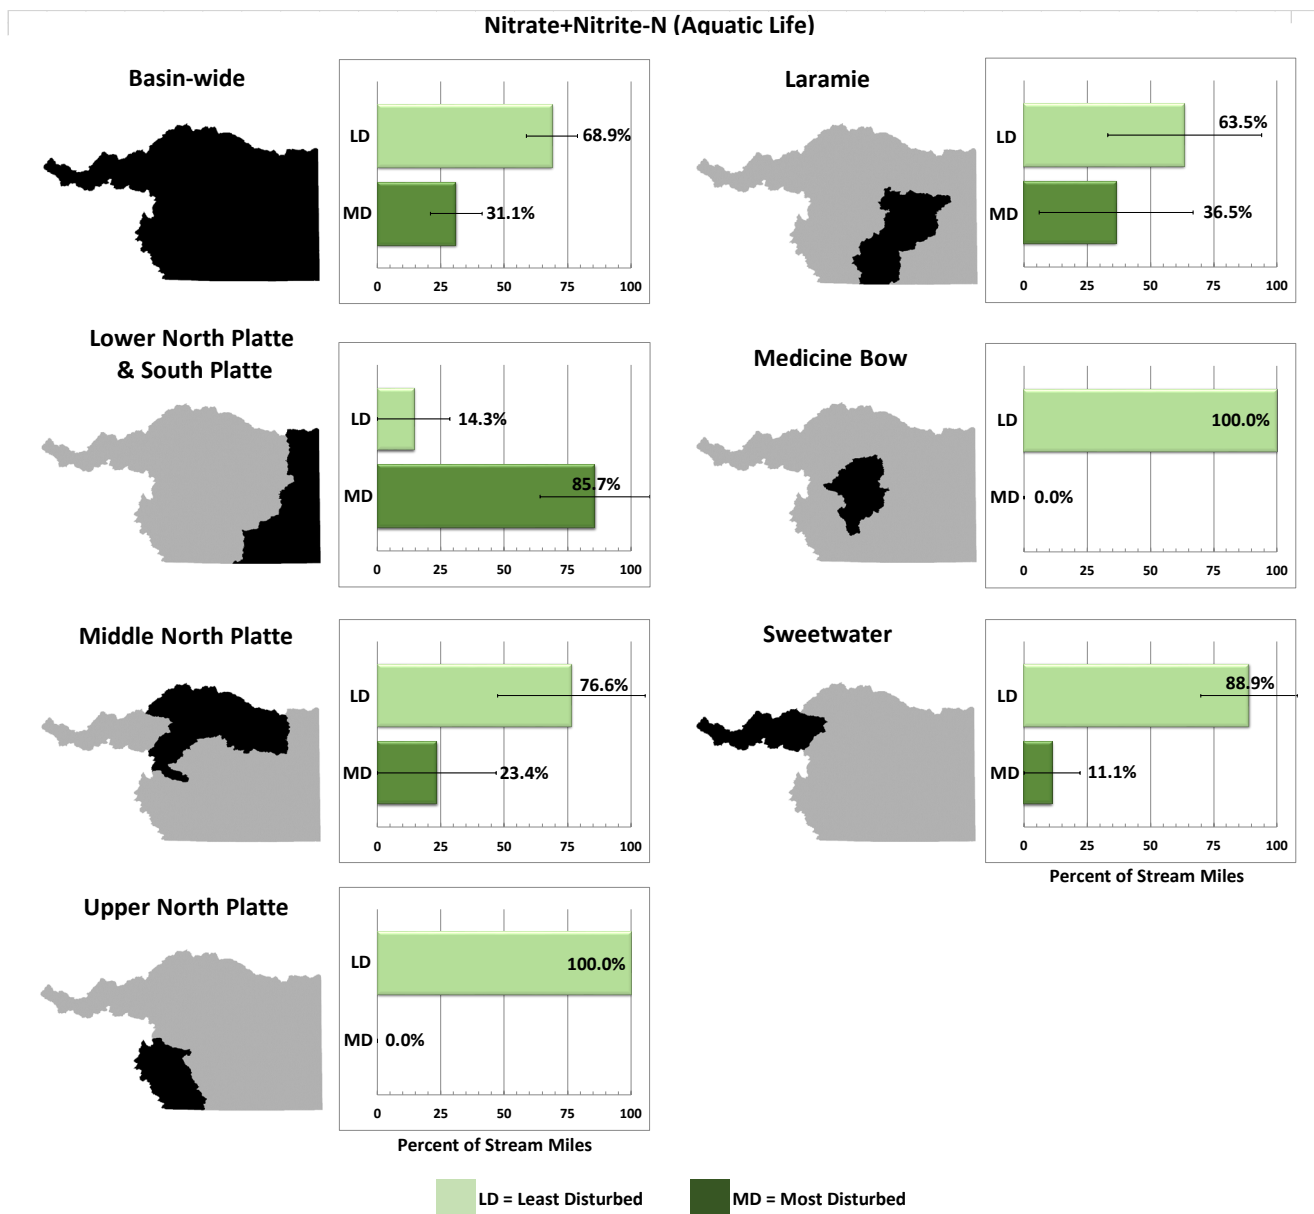 Nitrate+Nitrite-N (Aquatic Life)
Basin-wide
LD
68.9%
MD
31.1%
0 25 50 75 100
Laramie
LD
63.5%
MD
36.5%
0 25 50 75 100
Lower North Platte
& South Platte
LD
14.3%
MD
85.7%
0 25 50 75 100
Medicine Bow
LD
100.0%
MD
0.0%
0 25 50 75 100
Middle North Platte
LD
76.6%
MD
23.4%
0 25 50 75 100
Sweetwater
LD
88.9%
MD
11.1%
0 25 50 75 100
Percent of Stream Miles
Upper North Platte
LD
100.0%
MD
0.0%
0 25 50 75 100
Percent of Stream Miles
LD = Least Disturbed
MD = Most Disturbed